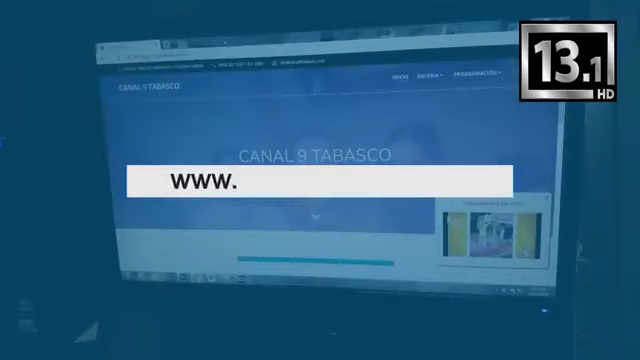 13.1
HD
CANAL 9 TABASCO
INICIO GALERIA PROGRAMACIÓN
CANAL 9 TABASCO
WWW.